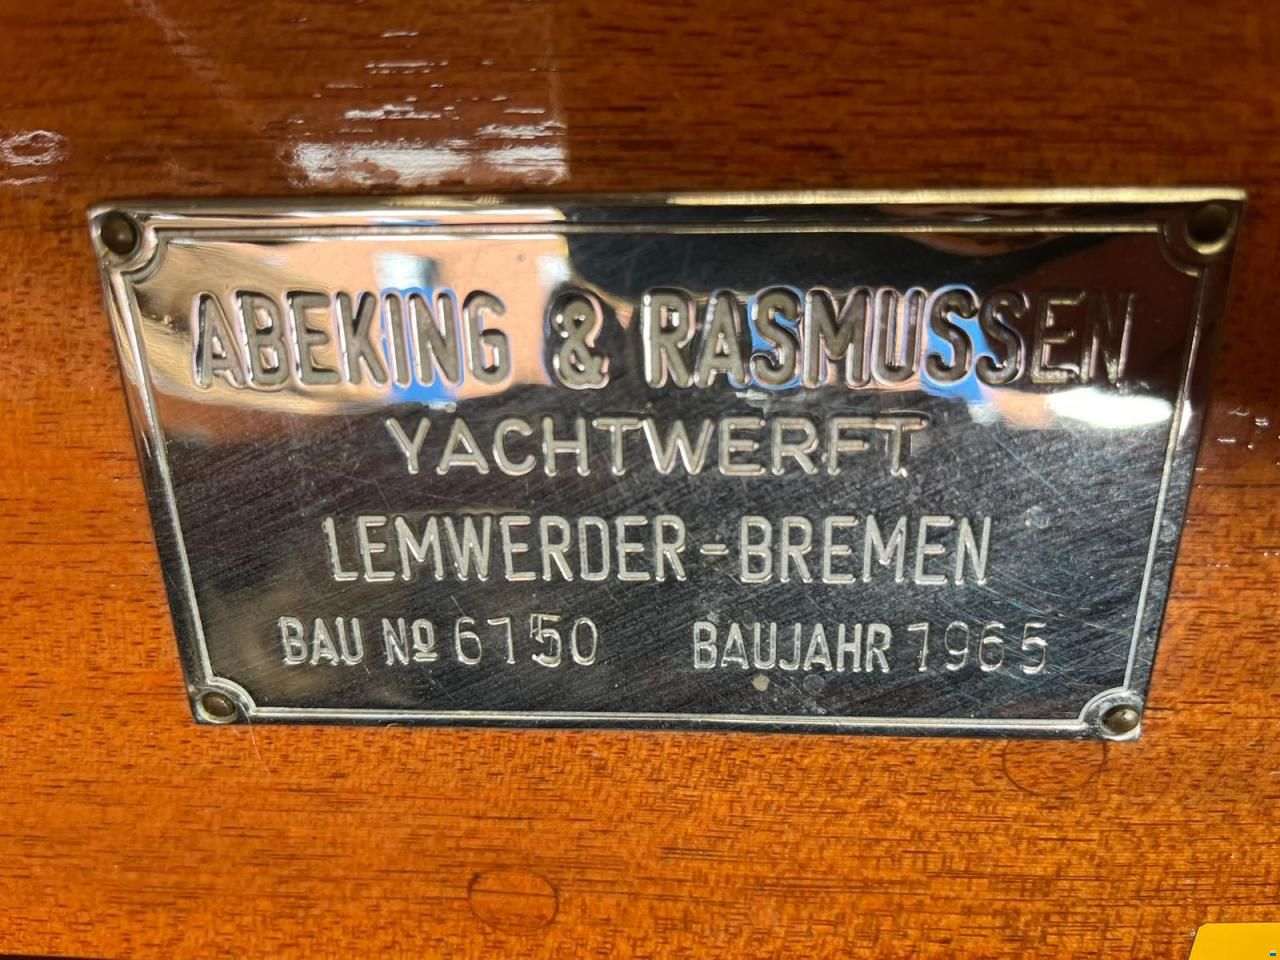 ABEKING & RASMUSSEN
YACHTWERFT
LEMWERDER-BREMEN
BAU Nº 6150 BAUJAHR 1965